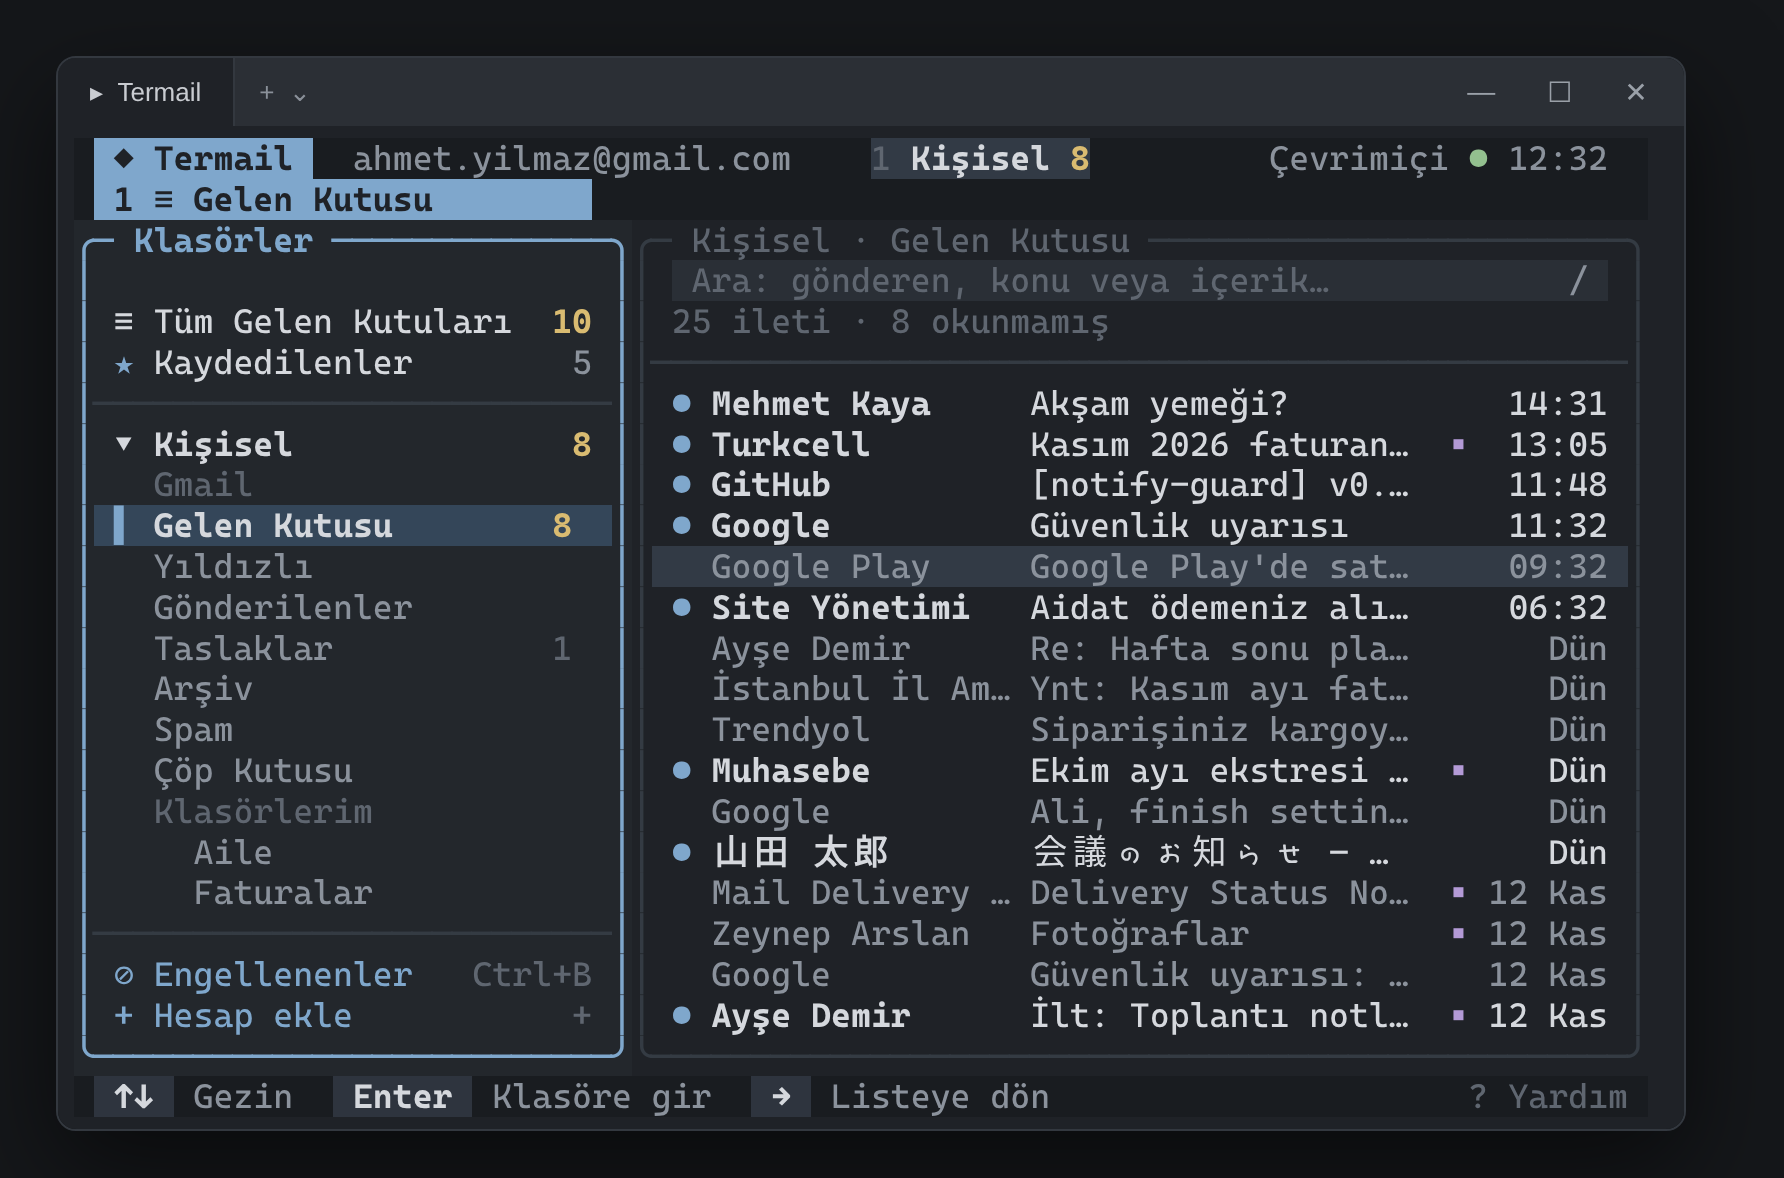 ▸ Termail + ⌄ — □ ✕
◆ Termail ahmet.yilmaz@gmail.com 1 Kişisel 8 Çevrimiçi ● 12:32
1 ≡ Gelen Kutusu
Klasörler
≡ Tüm Gelen Kutuları 10
★ Kaydedilenler 5
▼ Kişisel 8
Gmail
Gelen Kutusu 8
Yıldızlı
Gönderilenler
Taslaklar 1
Arşiv
Spam
Çöp Kutusu
Klasörlerim
Aile
Faturalar
⊘ Engellenenler Ctrl+B
+ Hesap ekle +
Kişisel · Gelen Kutusu
Ara: gönderen, konu veya içerik… /
25 ileti · 8 okunmamış
● Mehmet Kaya Akşam yemeği? 14:31
● Turkcell Kasım 2026 faturan… ▪ 13:05
● GitHub [notify-guard] v0.… 11:48
● Google Güvenlik uyarısı 11:32
Google Play Google Play'de sat… 09:32
● Site Yönetimi Aidat ödemeniz alı… 06:32
Ayşe Demir Re: Hafta sonu pla… Dün
İstanbul İl Am… Ynt: Kasım ayı fat… Dün
Trendyol Siparişiniz kargoy… Dün
● Muhasebe Ekim ayı ekstresi … ▪ Dün
Google Ali, finish settin… Dün
● 山田 太郎 会議のお知らせ – … Dün
Mail Delivery … Delivery Status No… ▪ 12 Kas
Zeynep Arslan Fotoğraflar ▪ 12 Kas
Google Güvenlik uyarısı: … 12 Kas
● Ayşe Demir İlt: Toplantı notl… ▪ 12 Kas
↑↓ Gezin Enter Klasöre gir → Listeye dön ? Yardım